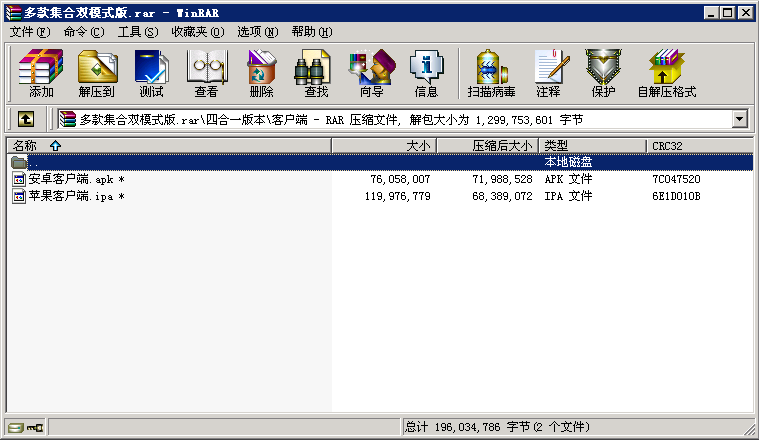 多款集合双模式版.rar - WinRAR
文件(F) 命令(C) 工具(S) 收藏夹(O) 选项(N) 帮助(H)
添加 解压到 测试 查看 删除 查找 向导 信息 扫描病毒 注释 保护 自解压格式
多款集合双模式版.rar\四合一版本\客户端 - RAR 压缩文件, 解包大小为 1,299,753,601 字节
名称 大小 压缩后大小 类型 CRC32
.. 本地磁盘
安卓客户端.apk * 76,058,007 71,988,528 APK 文件 7C047520
苹果客户端.ipa * 119,976,779 68,389,072 IPA 文件 6E1D010B
总计 196,034,786 字节(2 个文件)